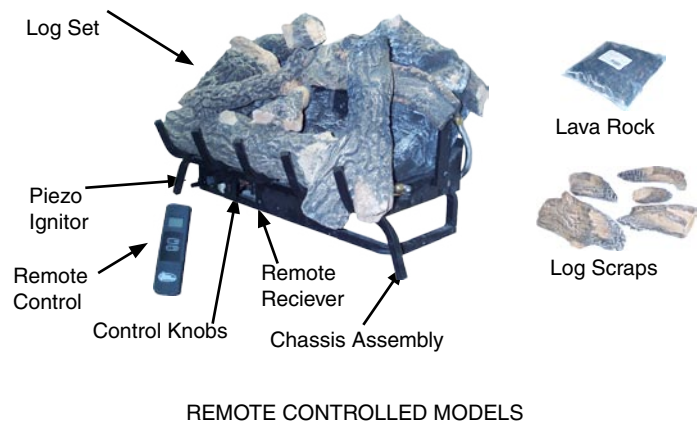 Log Set
Lava Rock
Piezo
Ignitor
Remote
Control
Control Knobs
Remote
Reciever
Chassis Assembly
Log Scraps
REMOTE CONTROLLED MODELS